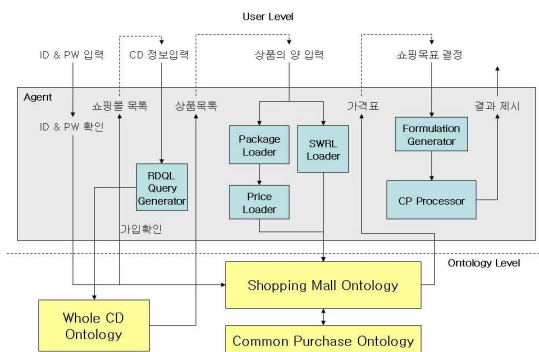 User Level
ID & PW 입력
CD 정보입력
상품의 양 입력
쇼핑목표 결정
Agent
쇼핑몰 목록
상품목록
가격표
결과 제시
ID & PW 확인
Package
Loader
SWRL
Loader
Formulation
Generator
RDQL
Query
Generator
Price
Loader
CP Processor
가입확인
Ontology Level
Shopping Mall Ontology
Whole CD
Ontology
Common Purchase Ontology